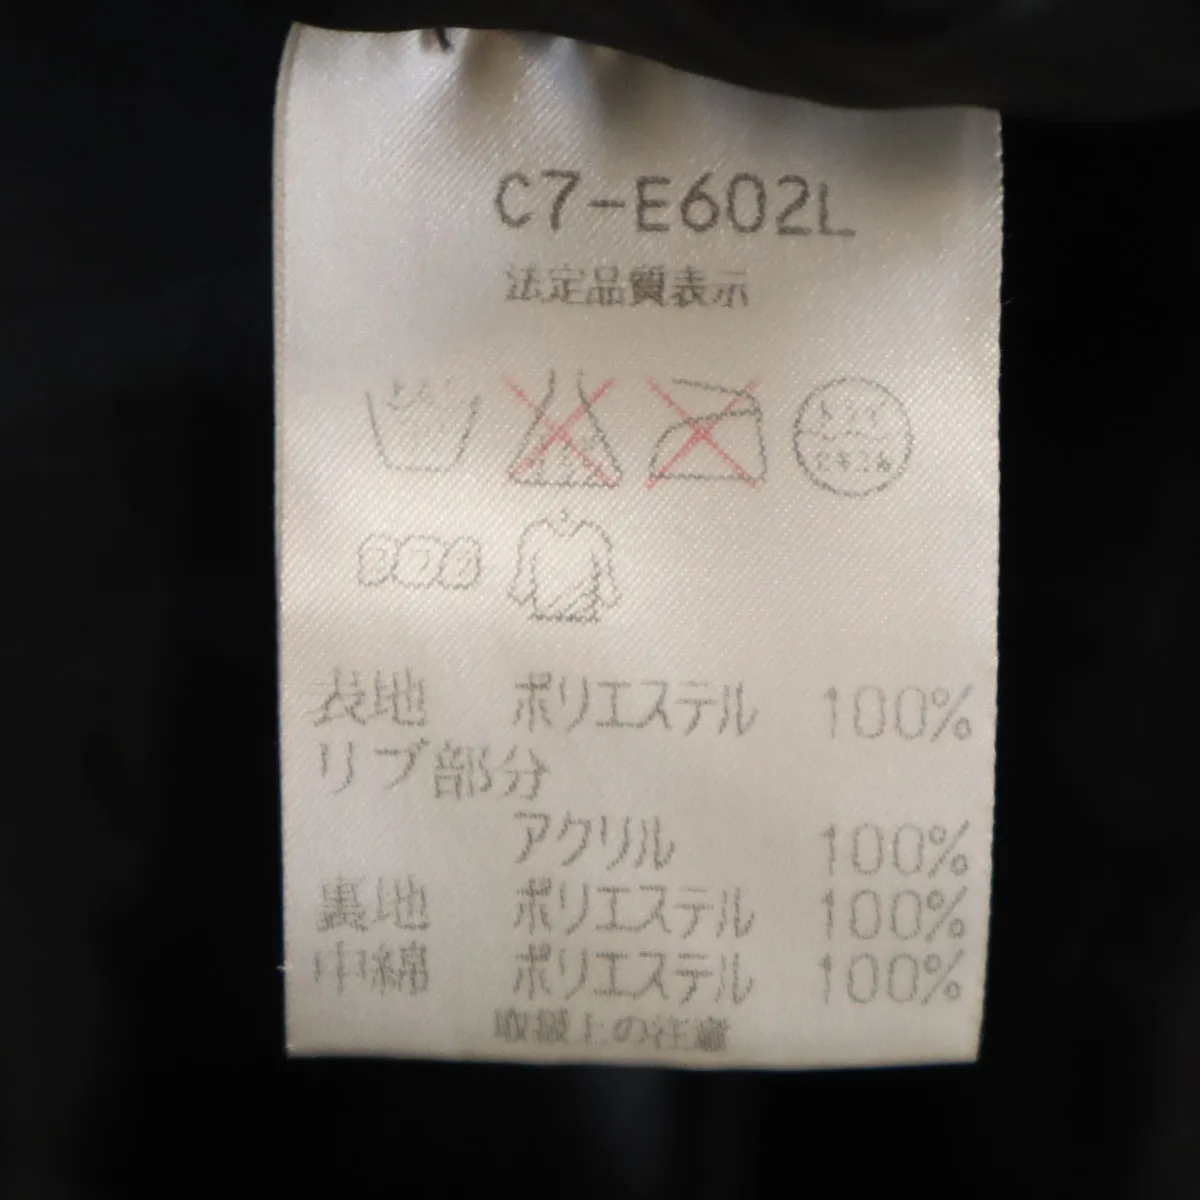 C7-E602L
法定品質表示
表地 ポリエステル 100%
リブ部分
アクリル 100%
裏地 ポリエステル 100%
中綿 ポリエステル 100%
取扱上の注意